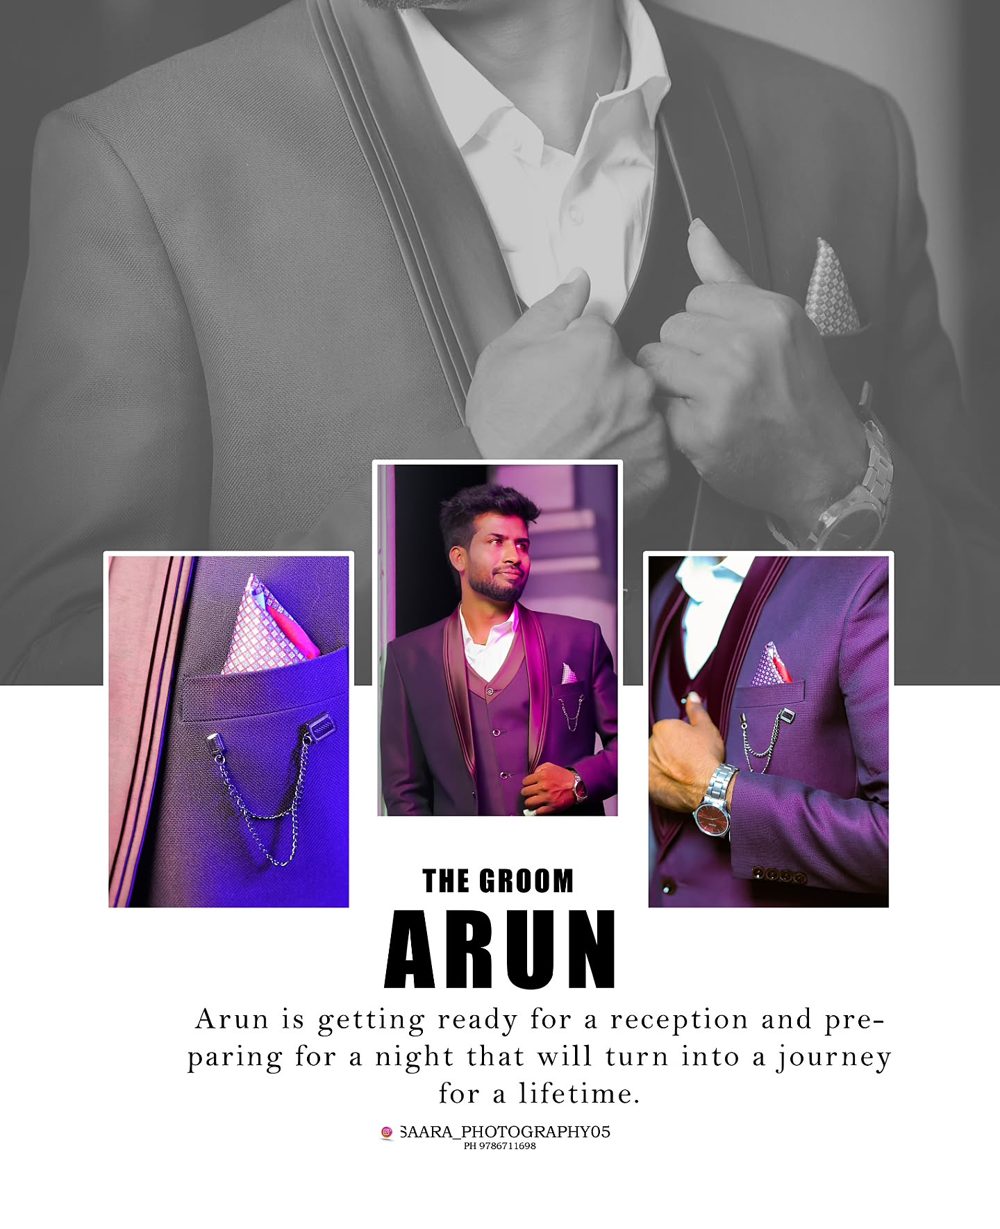 THE GROOM
ARUN
Arun is getting ready for a reception and pre-
paring for a night that will turn into a journey
for a lifetime.
SAARA_PHOTOGRAPHY05
PH 9786711698